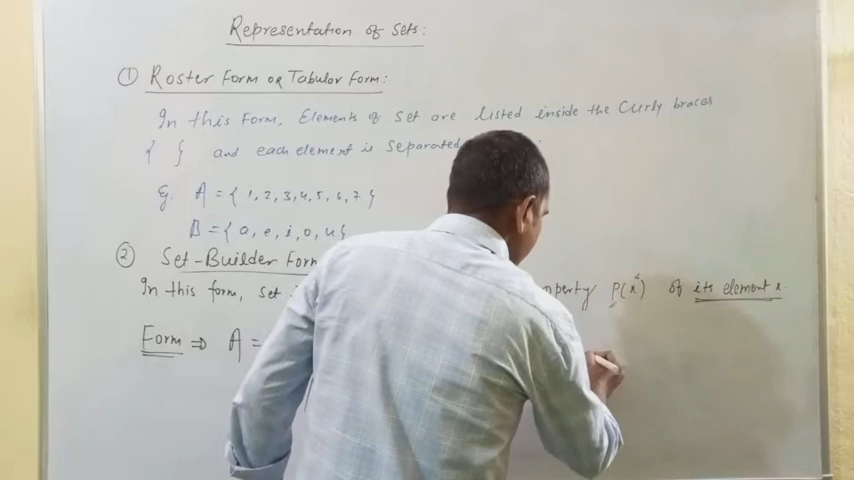 Representation of Sets:
① Roster Form OR Tabular Form:
In this Form, Elements of Set are listed inside the Curly braces
{ } and each element is Separated
Eg. A = { 1, 2, 3, 4, 5, 6, 7 }
B = { a, e, i, o, u }
② Set-Builder Form
In this form, set property P(x) of its element x.
Form ⇒ A =